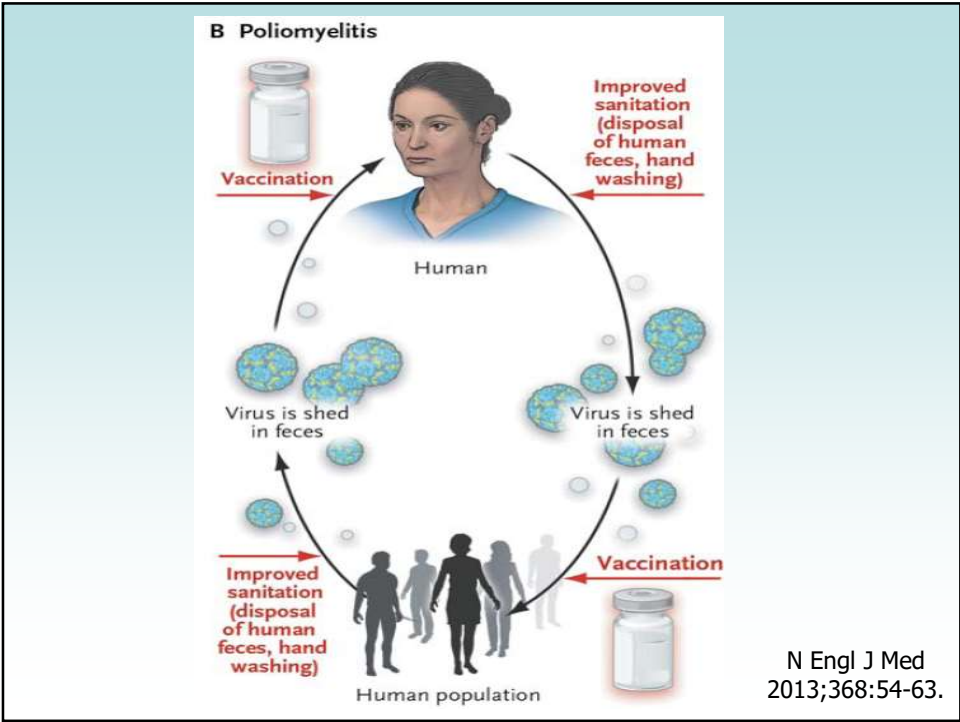 B Poliomyelitis
Vaccination
Improved
sanitation
(disposal
of human
feces, hand
washing)
Human
Virus is shed
in feces
Virus is shed
in feces
Improved
sanitation
(disposal
of human
feces, hand
washing)
Vaccination
Human population
N Engl J Med
2013;368:54-63.